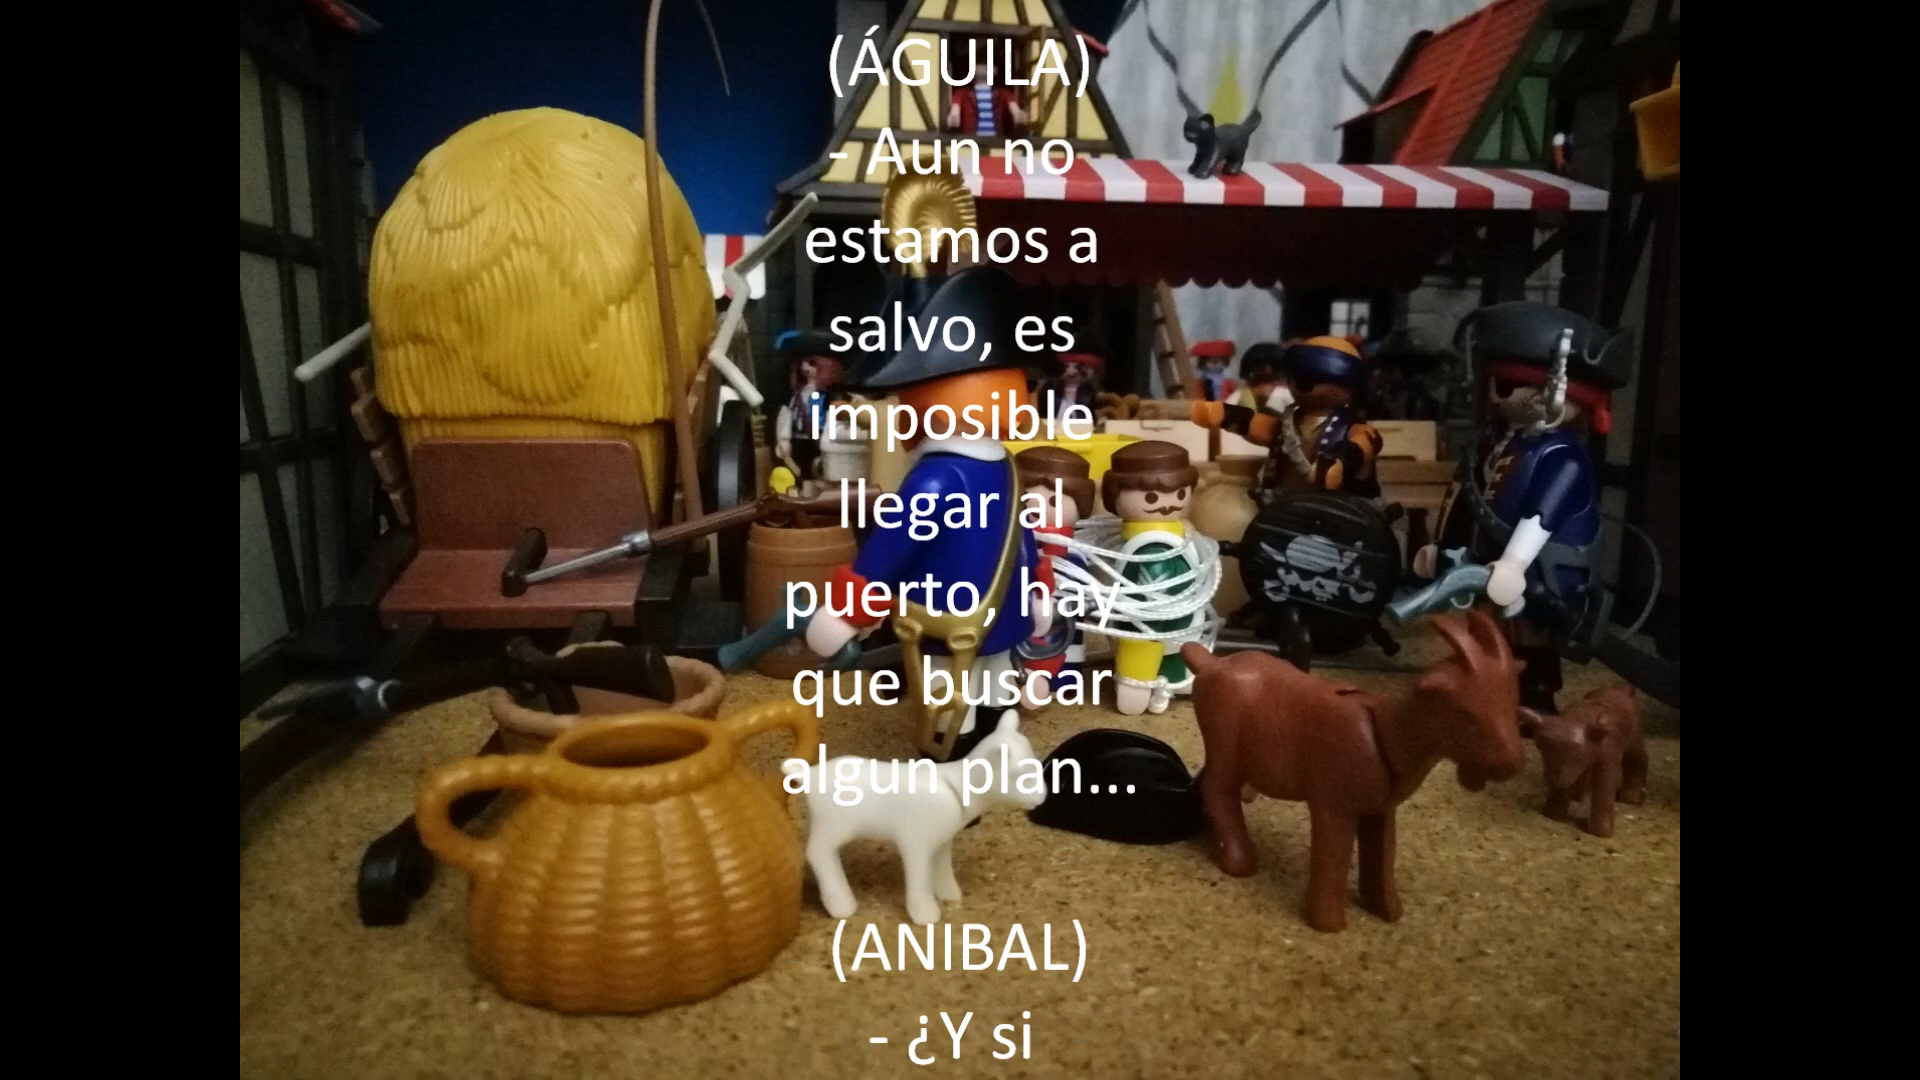 (ÁGUILA)
- Aun no
estamos a
salvo, es
imposible
llegar al
puerto, hay
que buscar
algun plan...
(ANIBAL)
- ¿Y si